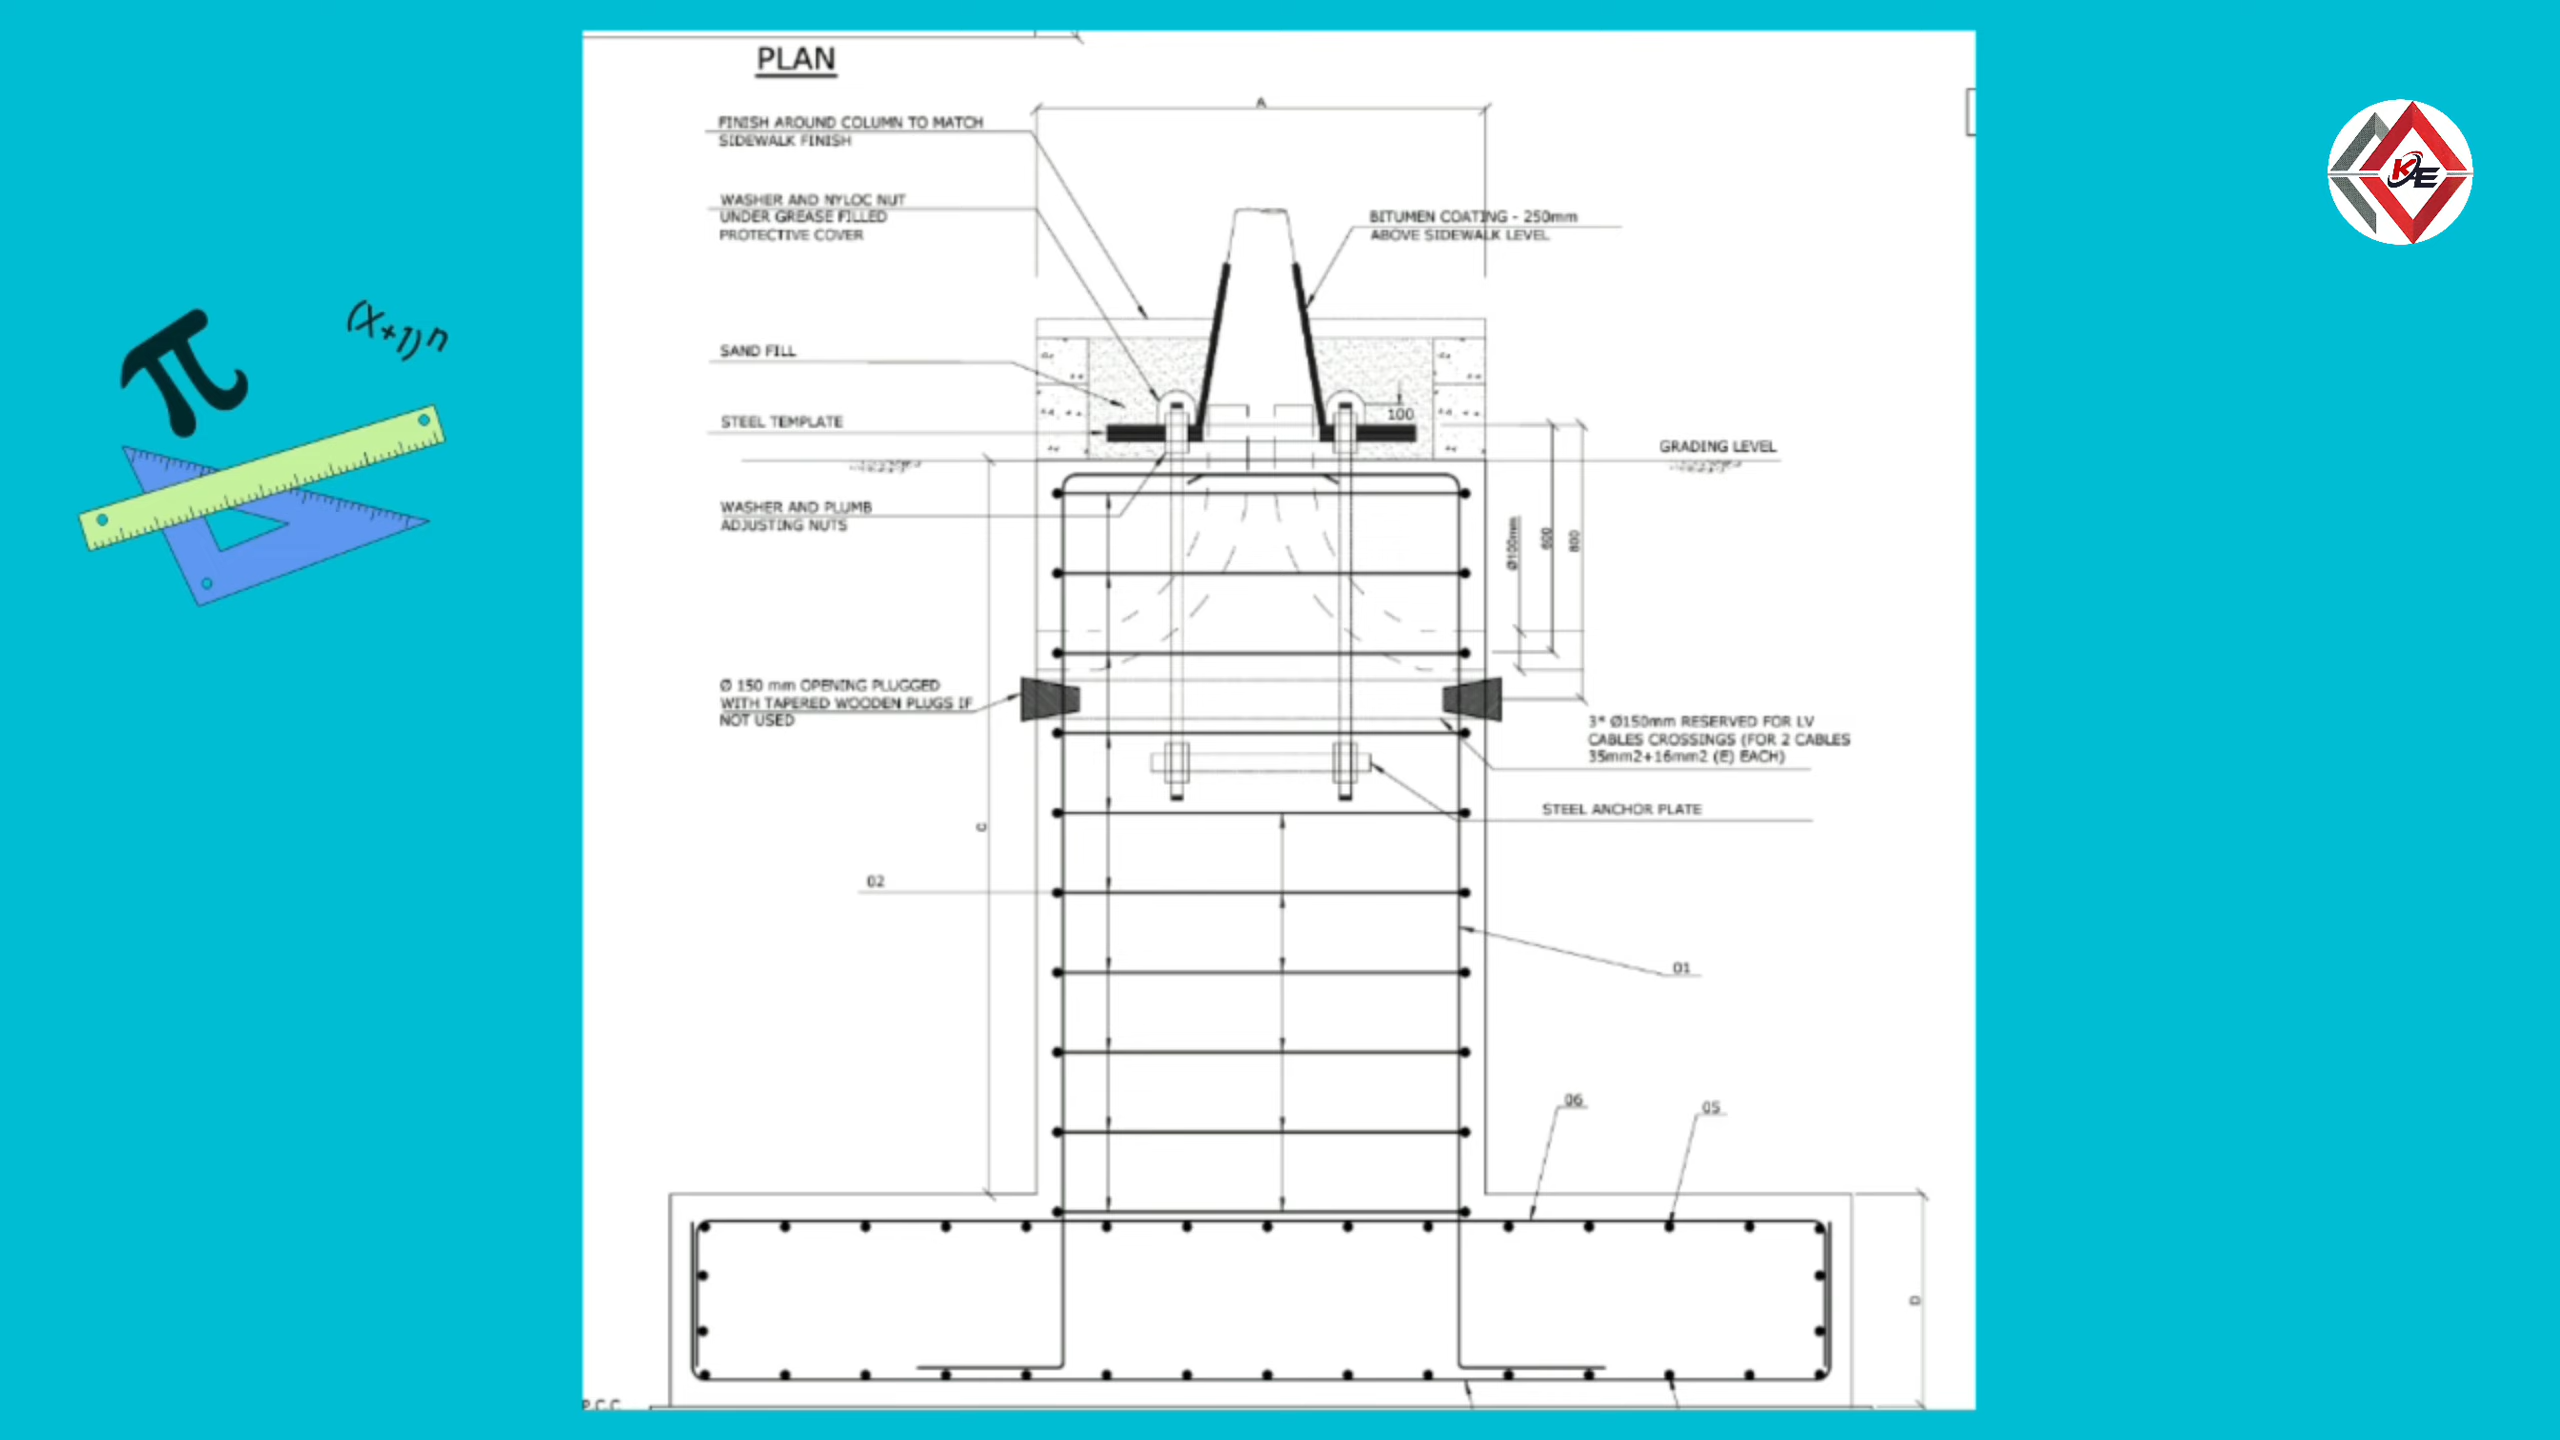 PLAN
A
FINISH AROUND COLUMN TO MATCH
SIDEWALK FINISH
WASHER AND NYLOC NUT
UNDER GREASE FILLED
PROTECTIVE COVER
BITUMEN COATING - 250mm
ABOVE SIDEWALK LEVEL
KAE
π
(x+1)n
SAND FILL
100
STEEL TEMPLATE
GRADING LEVEL
WASHER AND PLUMB
ADJUSTING NUTS
Ø100mm
600
800
Ø 150 mm OPENING PLUGGED
WITH TAPERED WOODEN PLUGS IF
NOT USED
3* Ø150mm RESERVED FOR LV
CABLES CROSSINGS (FOR 2 CABLES
35mm2+16mm2 (E) EACH)
STEEL ANCHOR PLATE
C
02
01
06
05
D
P.C.C